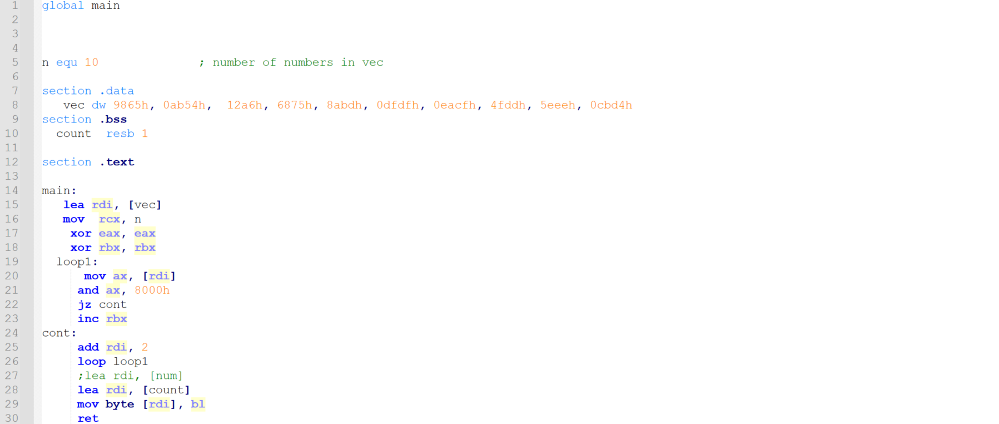 1 global main
2
3
4
5 n equ 10 ; number of numbers in vec
6
7 section .data
8 vec dw 9865h, 0ab54h, 12a6h, 6875h, 8abdh, 0dfdfh, 0eacfh, 4fddh, 5eeeh, 0cbd4h
9 section .bss
10 count resb 1
11
12 section .text
13
14 main:
15 lea rdi, [vec]
16 mov rcx, n
17 xor eax, eax
18 xor rbx, rbx
19 loop1:
20 mov ax, [rdi]
21 and ax, 8000h
22 jz cont
23 inc rbx
24 cont:
25 add rdi, 2
26 loop loop1
27 ;lea rdi, [num]
28 lea rdi, [count]
29 mov byte [rdi], bl
30 ret